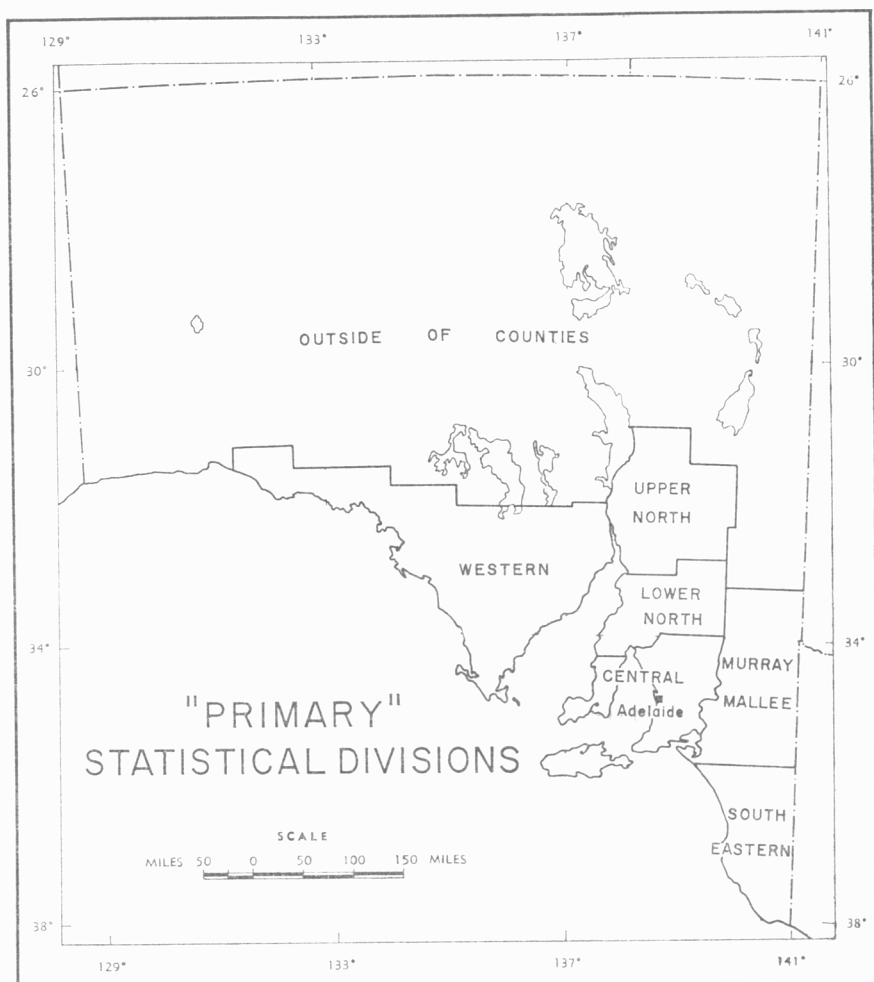 129° 133° 137° 141°
26° 26°
OUTSIDE OF COUNTIES
30° 30°
UPPER
NORTH
WESTERN
LOWER
NORTH
34° 34°
MURRAY
MALLEE
CENTRAL
Adelaide
"PRIMARY"
STATISTICAL DIVISIONS
SOUTH
EASTERN
SCALE
MILES 50 0 50 100 150 MILES
38° 38°
129° 133° 137° 141°